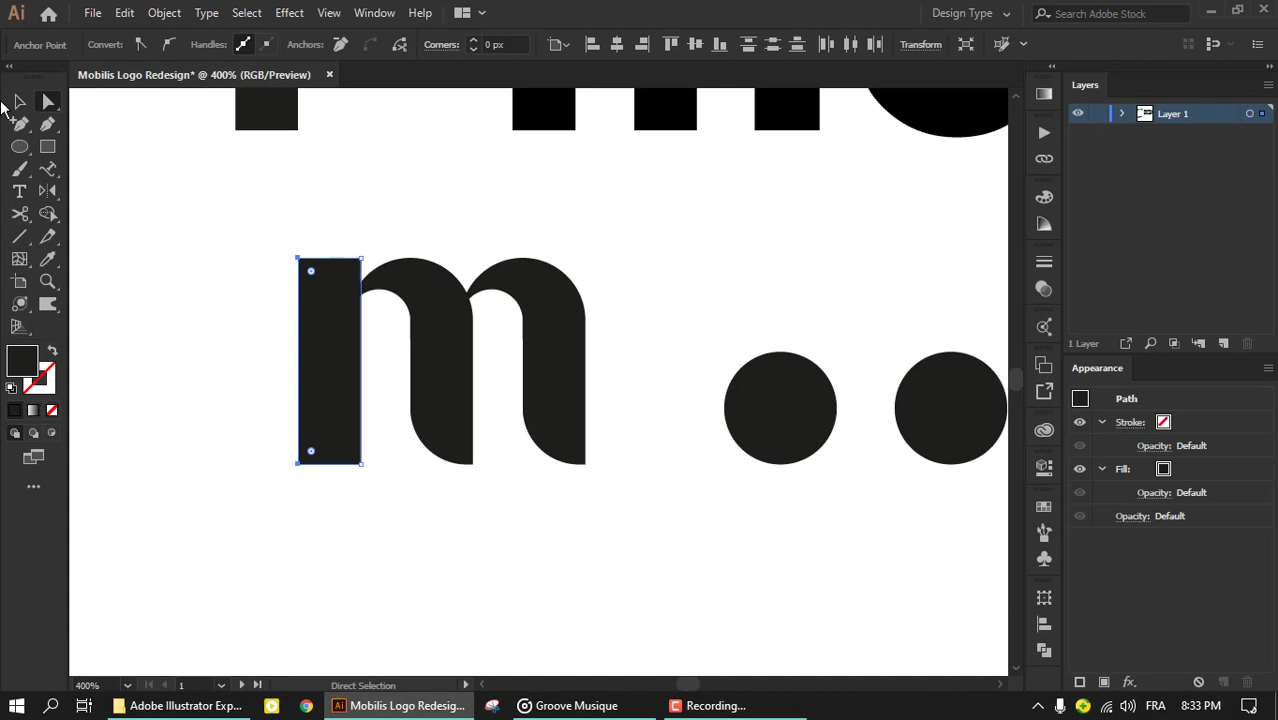 Ai File Edit Object Type Select Effect View Window Help Design Type Search Adobe Stock
Anchor Point Convert: Handles: Anchors: Corners: 0 px Transform
Mobilis Logo Redesign* @ 400% (RGB/Preview)
Layers
Layer 1
m
1 Layer
Appearance
Path
Stroke:
Opacity: Default
Fill:
Opacity: Default
Opacity: Default
400% 1 Direct Selection
Adobe Illustrator Exp... Mobilis Logo Redesig... Groove Musique Recording... FR 8:33 PM